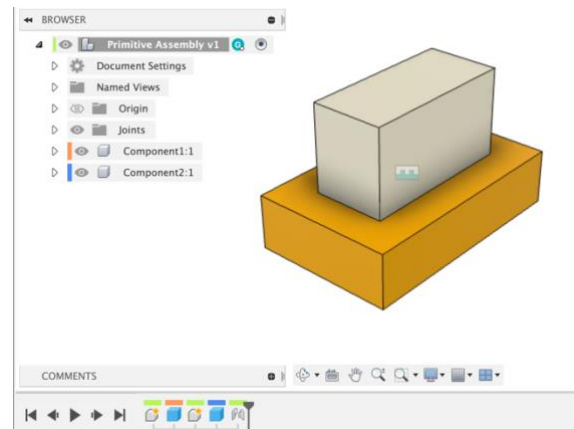 BROWSER
Primitive Assembly v1
Document Settings
Named Views
Origin
Joints
Component1:1
Component2:1
COMMENTS